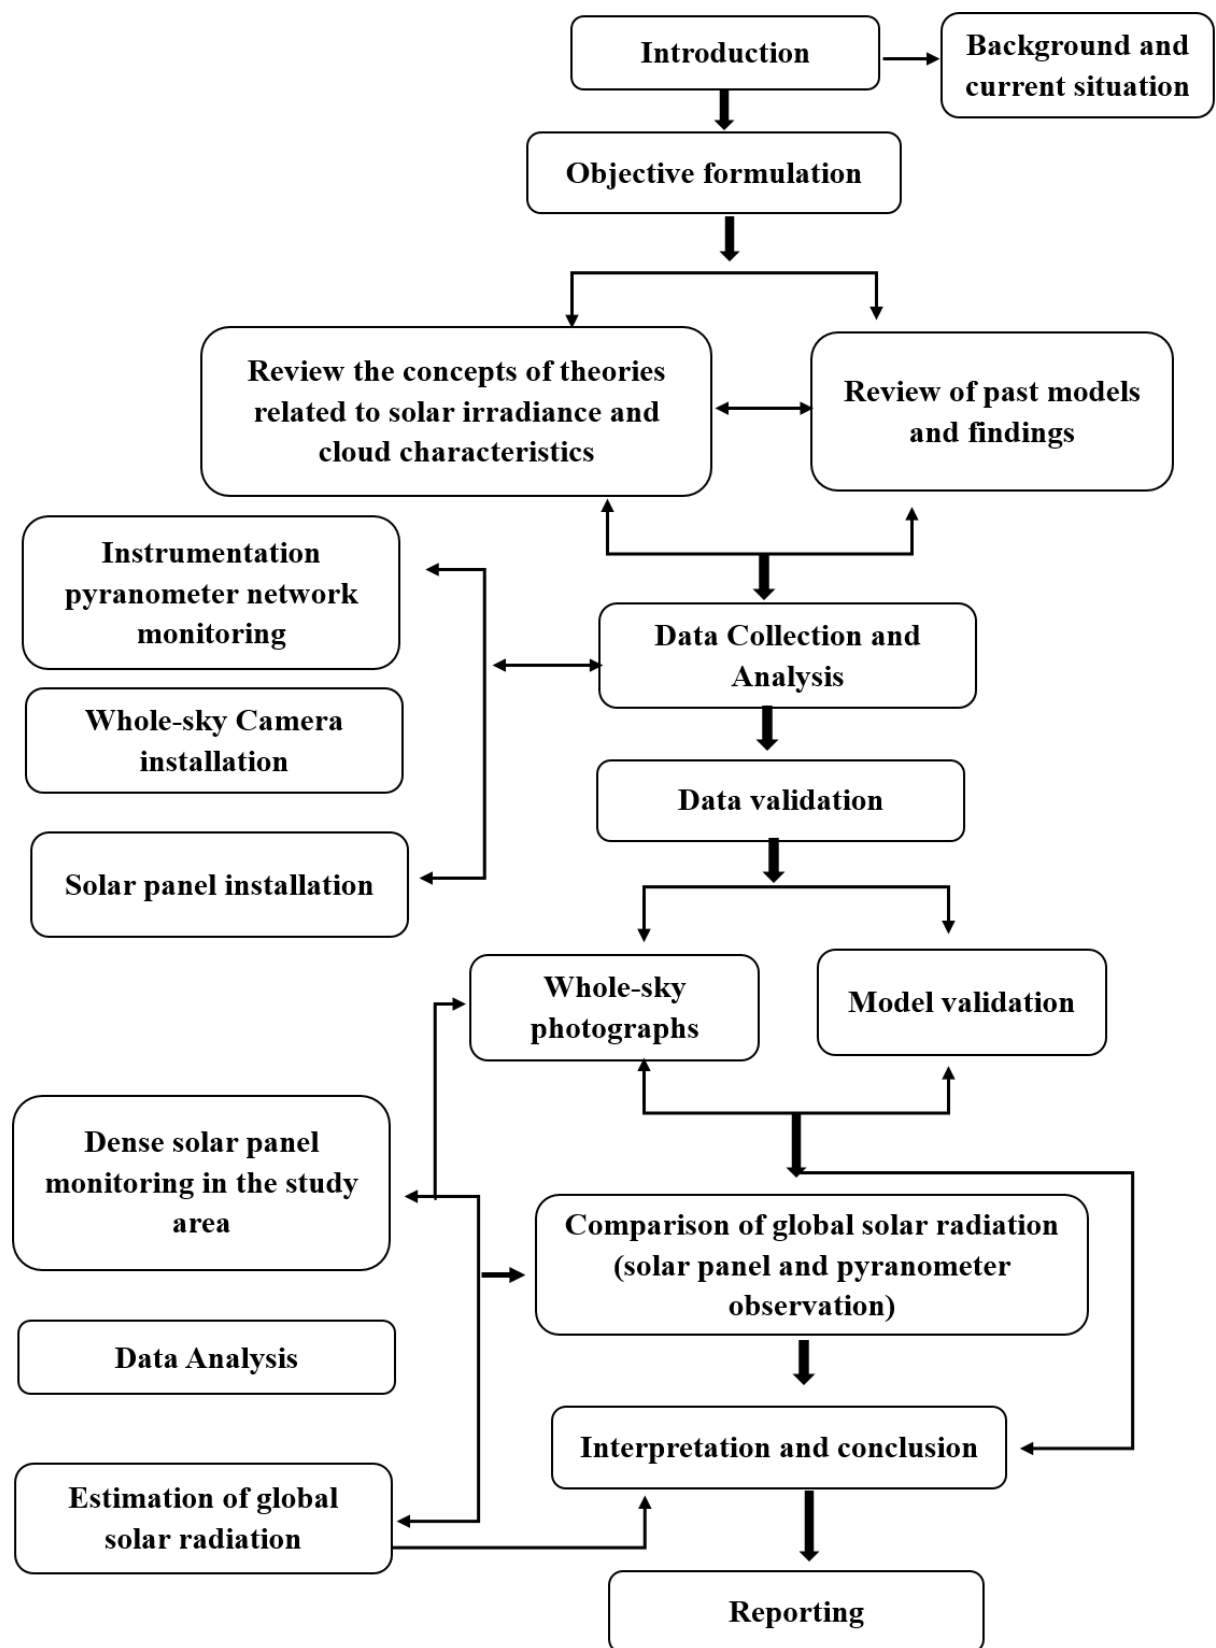 Introduction
Background and
current situation
Objective formulation
Review the concepts of theories
related to solar irradiance and
cloud characteristics
Review of past models
and findings
Instrumentation
pyranometer network
monitoring
Data Collection and
Analysis
Whole-sky Camera
installation
Data validation
Solar panel installation
Whole-sky
photographs
Model validation
Dense solar panel
monitoring in the study
area
Comparison of global solar radiation
(solar panel and pyranometer
observation)
Data Analysis
Interpretation and conclusion
Estimation of global
solar radiation
Reporting